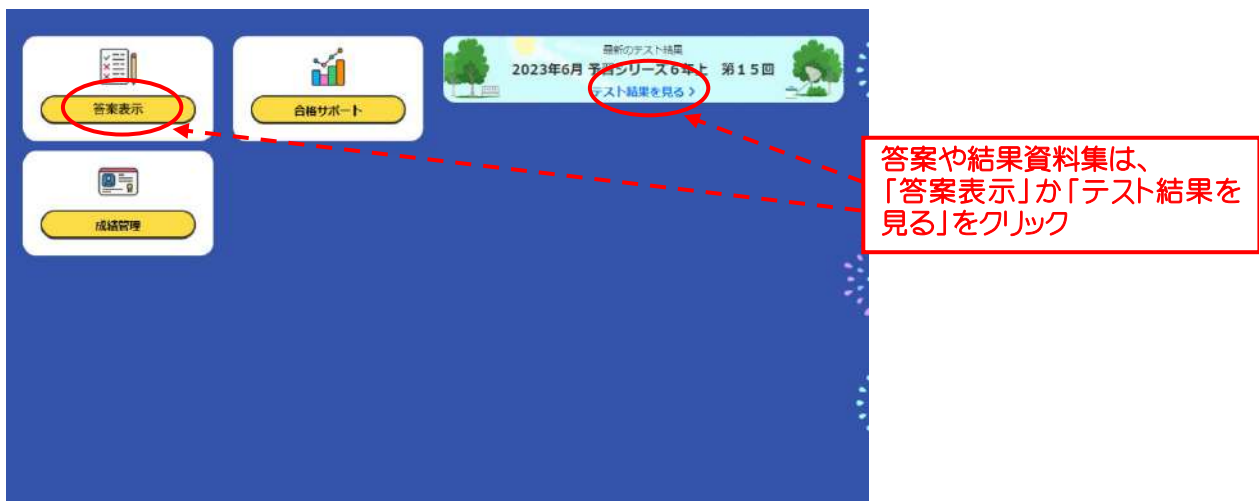 最新のテスト結果
2023年6月 予習シリーズ6年上 第15回
テスト結果を見る >
答案表示
合格サポート
成績管理
答案や結果資料集は、
「答案表示」か「テスト結果を
見る」をクリック